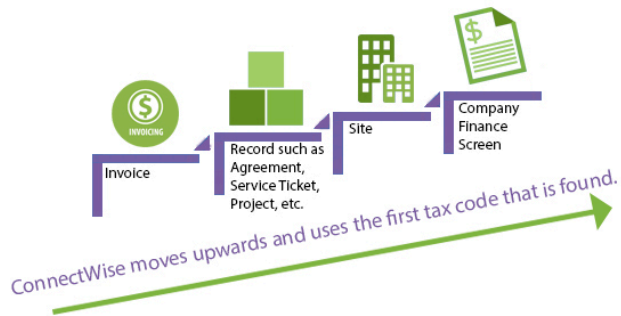 $
INVOICING
Invoice
Record such as
Agreement,
Service Ticket,
Project, etc.
Site
$
Company
Finance
Screen
ConnectWise moves upwards and uses the first tax code that is found.